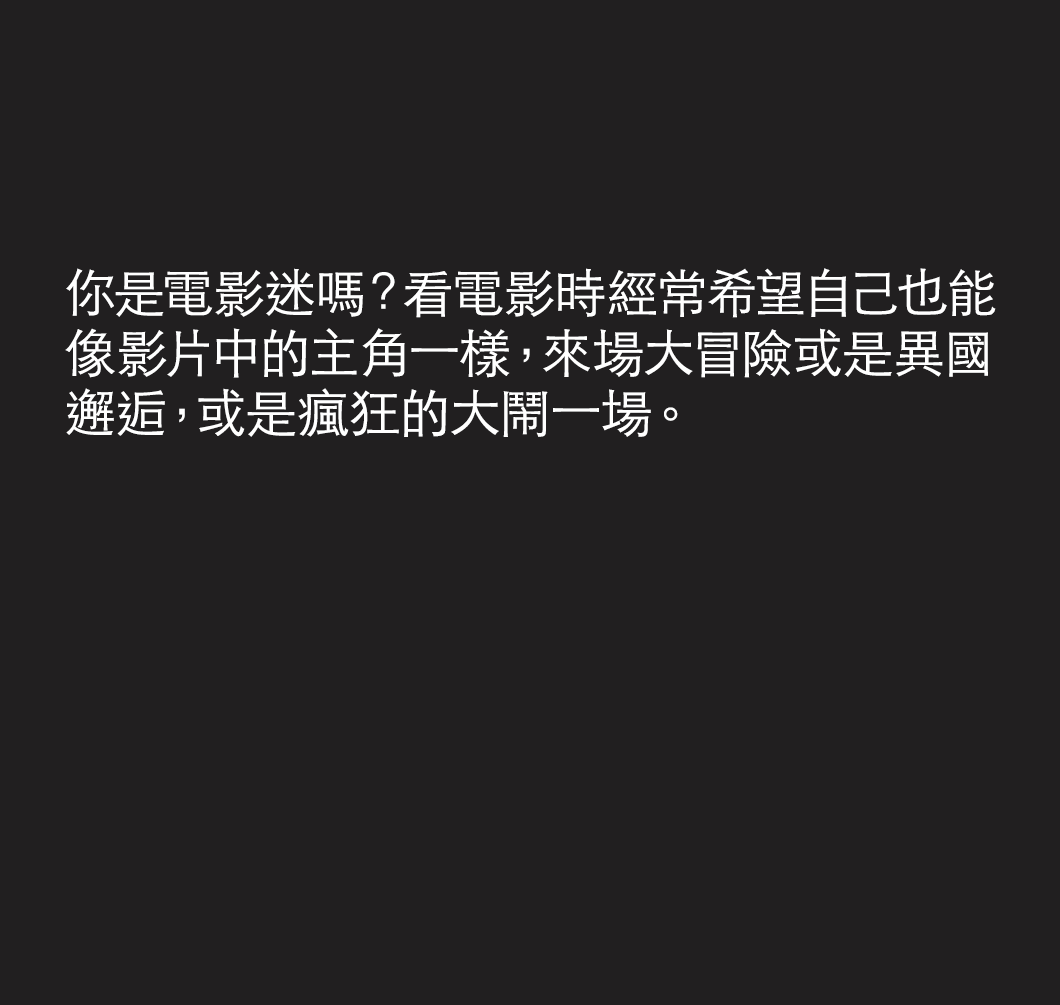 你是電影迷嗎？看電影時經常希望自己也能
像影片中的主角一樣，來場大冒險或是異國
邂逅，或是瘋狂的大鬧一場。